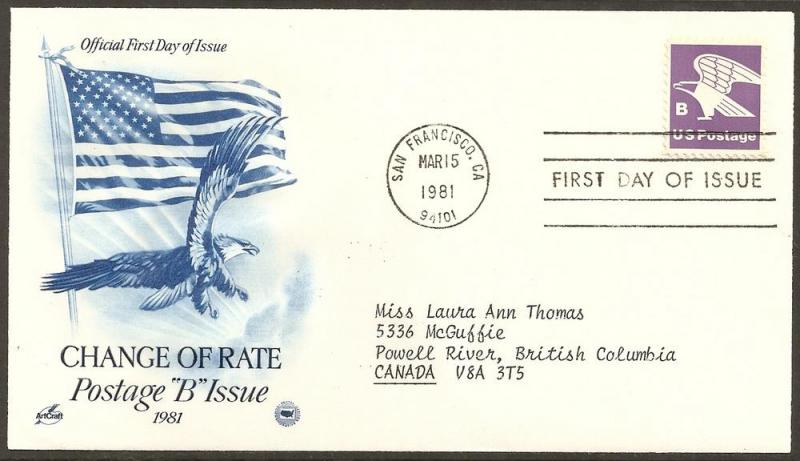 Official First Day of Issue
B
US Postage
SAN FRANCISCO, CA
MAR 15
1981
94101
FIRST DAY OF ISSUE
Miss Laura Ann Thomas
5336 McGuffie
Powell River, British Columbia
CANADA V8A 3T5
CHANGE OF RATE
Postage "B" Issue
1981
ArtCraft